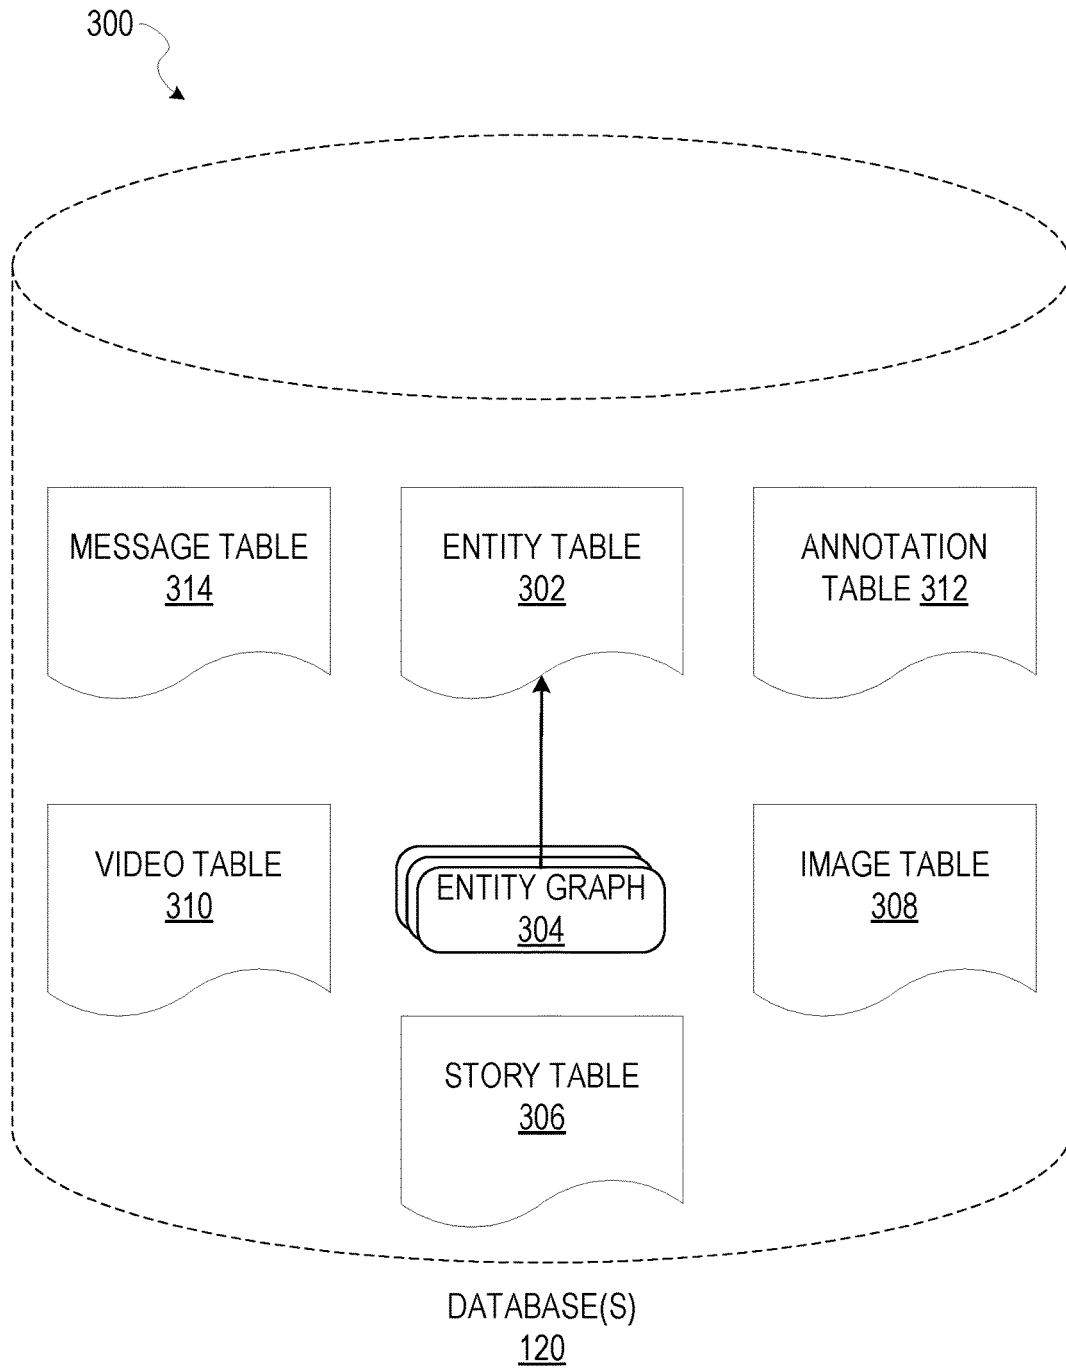 300
MESSAGE TABLE
314
ENTITY TABLE
302
ANNOTATION
TABLE 312
VIDEO TABLE
310
ENTITY GRAPH
304
IMAGE TABLE
308
STORY TABLE
306
DATABASE(S)
120